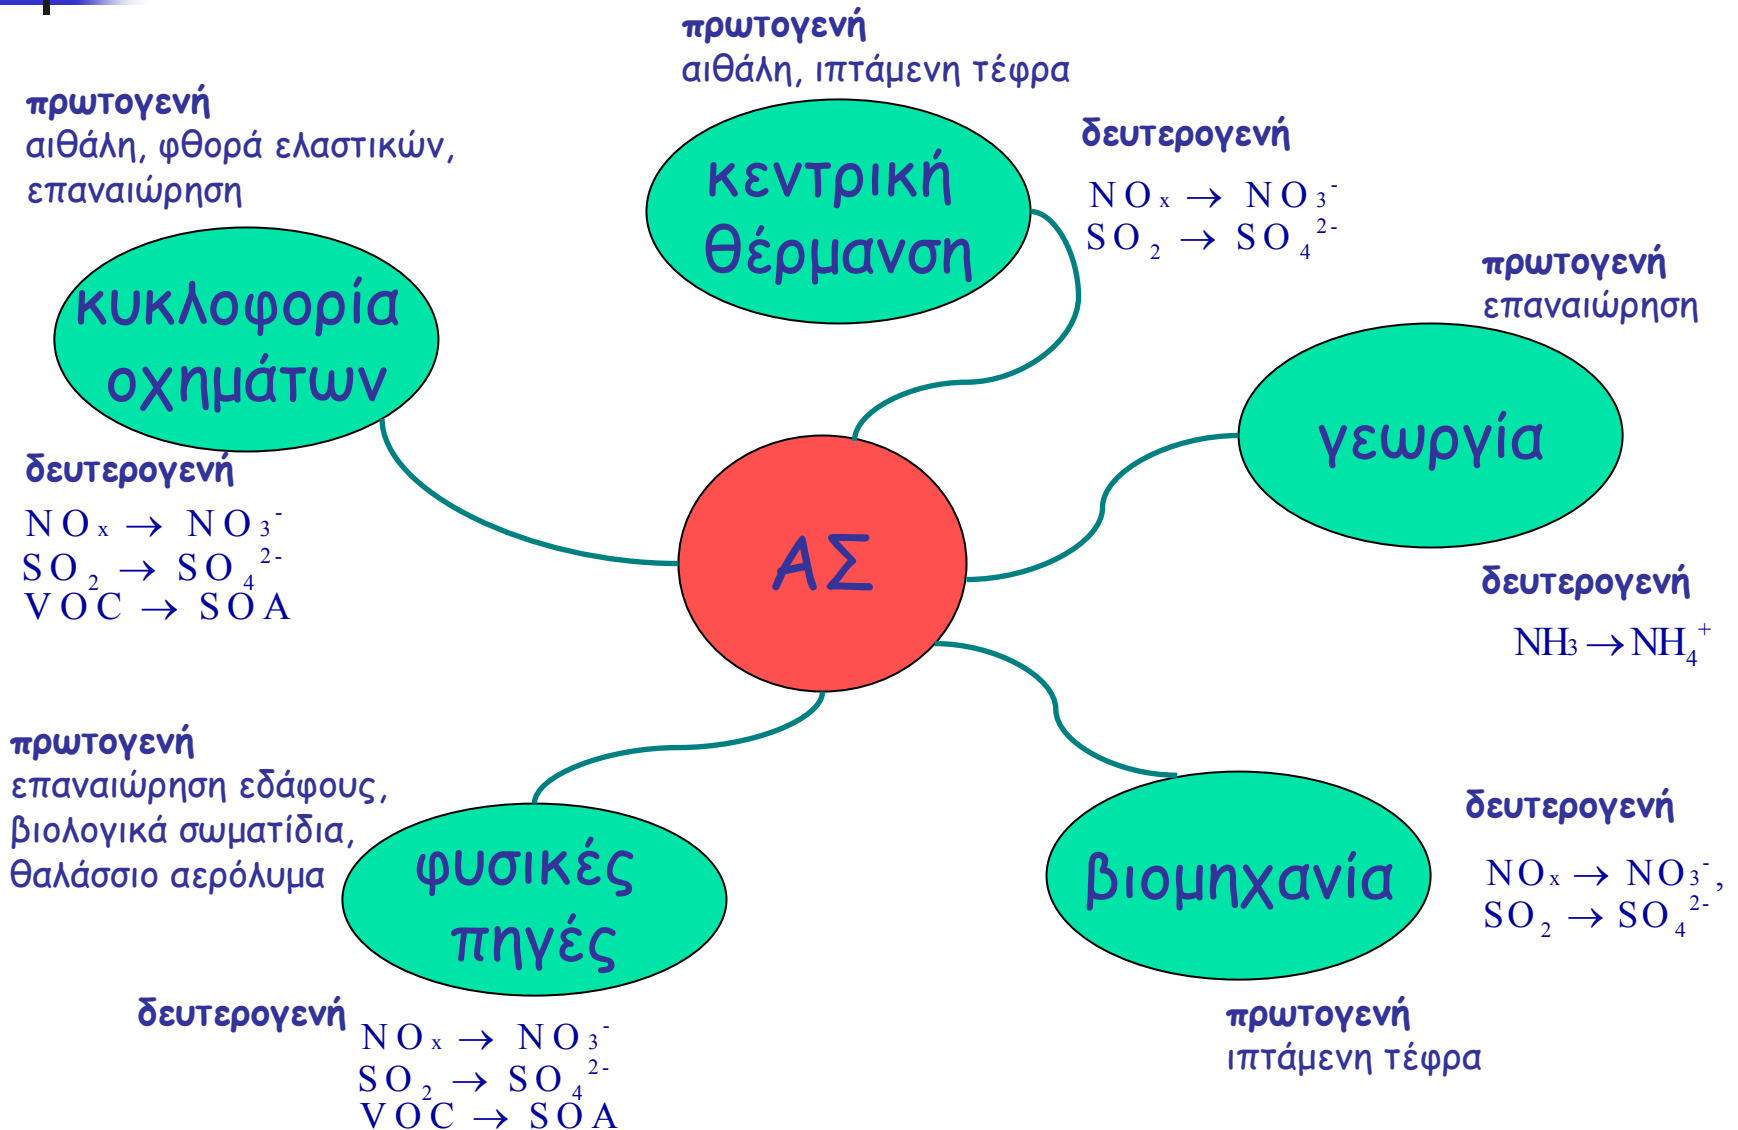 πρωτογενή
αιθάλη, ιπτάμενη τέφρα
πρωτογενή
αιθάλη, φθορά ελαστικών,
επαναιώρηση
κεντρική
θέρμανση
δευτερογενή
NOₓ → NO₃⁻
SO₂ → SO₄²⁻
κυκλοφορία
οχημάτων
πρωτογενή
επαναιώρηση
γεωργία
δευτερογενή
NOₓ → NO₃⁻
SO₂ → SO₄²⁻
VOC → SOA
ΑΣ
δευτερογενή
NH₃ → NH₄⁺
πρωτογενή
επαναιώρηση εδάφους,
βιολογικά σωματίδια,
θαλάσσιο αερόλυμα
φυσικές
πηγές
βιομηχανία
δευτερογενή
NOₓ → NO₃⁻,
SO₂ → SO₄²⁻
δευτερογενή
NOₓ → NO₃⁻
SO₂ → SO₄²⁻
VOC → SOA
πρωτογενή
ιπτάμενη τέφρα